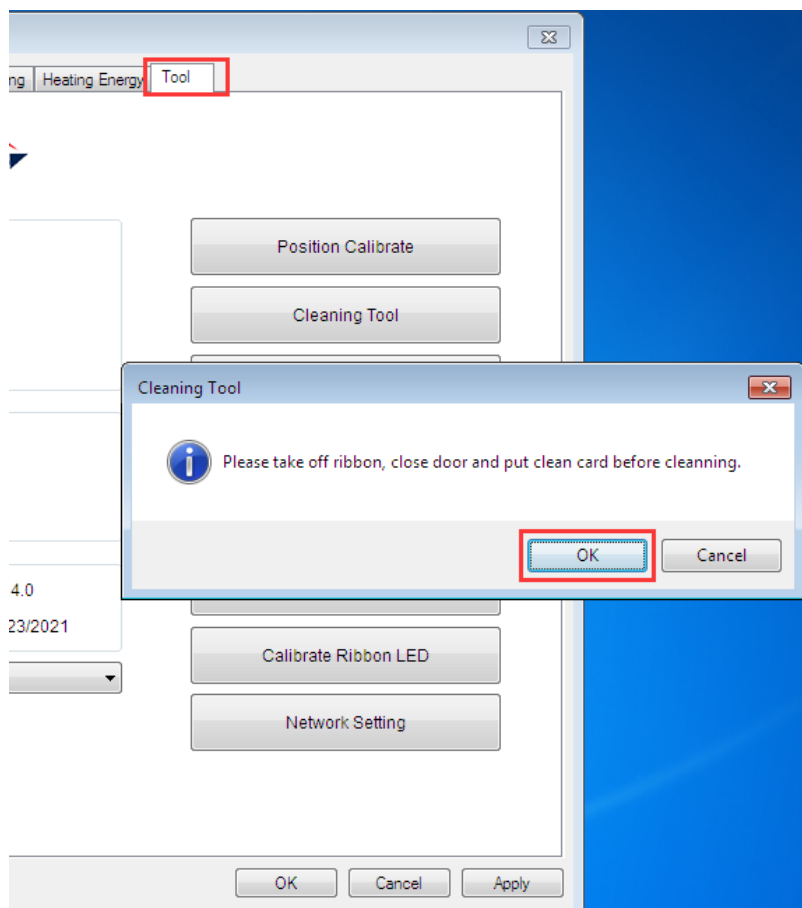 ng Heating Energy Tool
Position Calibrate
Cleaning Tool
Cleaning Tool
Please take off ribbon, close door and put clean card before cleanning.
OK Cancel
4.0
23/2021
Calibrate Ribbon LED
Network Setting
OK Cancel Apply